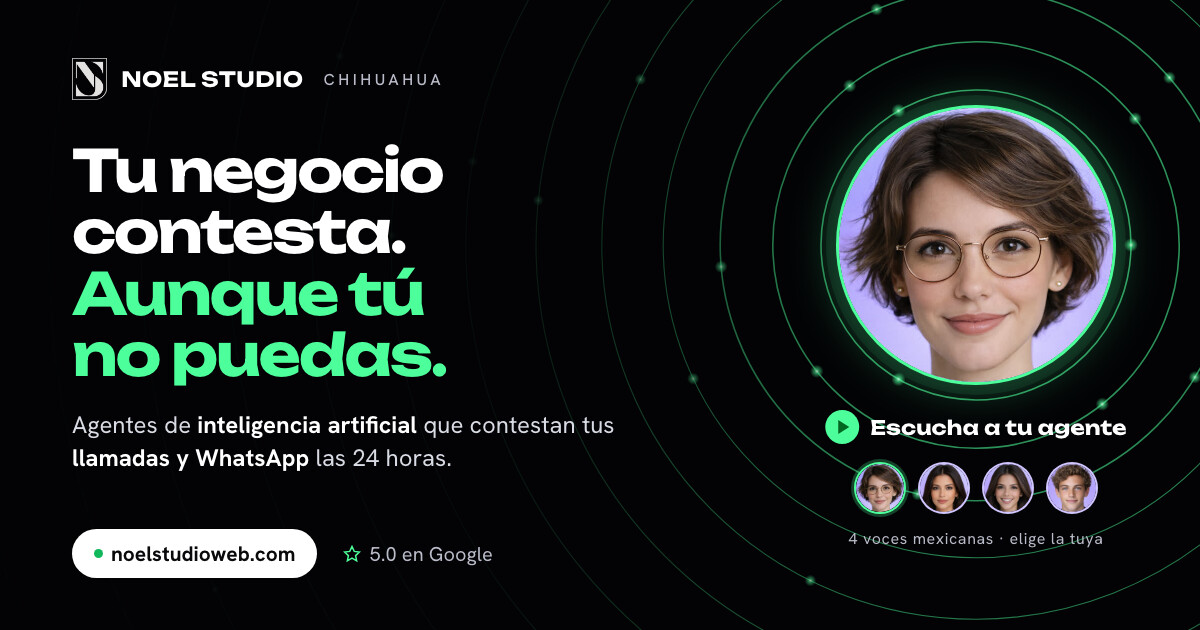 NOEL STUDIO CHIHUAHUA
Tu negocio
contesta.
Aunque tú
no puedas.
Agentes de inteligencia artificial que contestan tus
llamadas y WhatsApp las 24 horas.
noelstudioweb.com 5.0 en Google
Escucha a tu agente
4 voces mexicanas · elige la tuya